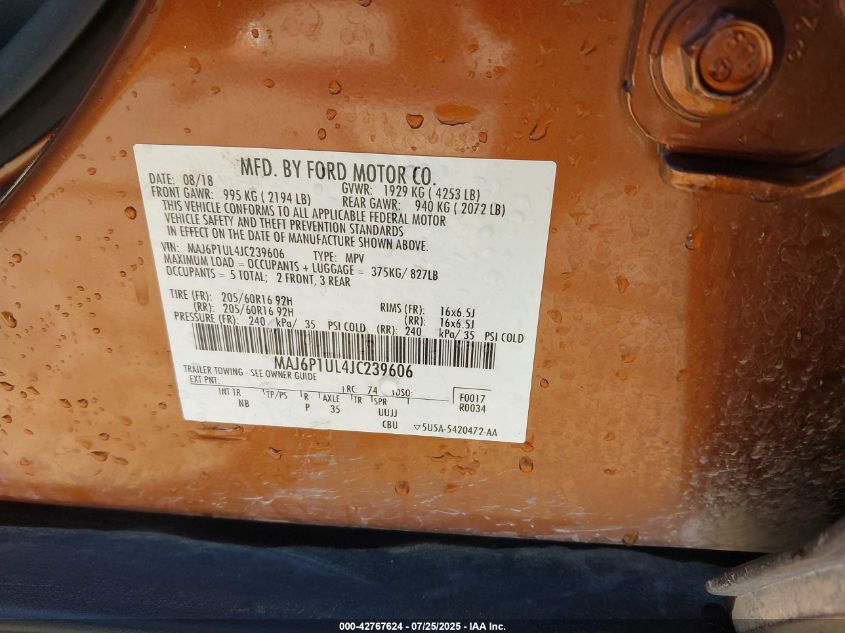 MFD. BY FORD MOTOR CO.
DATE: 08/18 GVWR: 1929 KG ( 4253 LB)
FRONT GAWR: 995 KG ( 2194 LB) REAR GAWR: 940 KG ( 2072 LB)
THIS VEHICLE CONFORMS TO ALL APPLICABLE FEDERAL MOTOR
VEHICLE SAFETY AND THEFT PREVENTION STANDARDS
IN EFFECT ON THE DATE OF MANUFACTURE SHOWN ABOVE.
VIN: MAJ6P1UL4JC239606 TYPE: MPV
MAXIMUM LOAD = OCCUPANTS + LUGGAGE = 375KG/ 827LB
OCCUPANTS = 5 TOTAL; 2 FRONT, 3 REAR
TIRE (FR): 205/60R16 92H RIMS (FR): 16x6.5J
(RR): 205/60R16 92H (RR): 16x6.5J
PRESSURE (FR): 240 kPa/ 35 PSI COLD (RR): 240 kPa/ 35 PSI COLD
MAJ6P1UL4JC239606
TRAILER TOWING - SEE OWNER GUIDE
EXT PNT: RC: 74 DSO: F0017
INT TR TP/PS R AXLE TR SPR R0034
NB P 35 UUJJ
CBU 5U5A-5420472-AA
000-42767624 - 07/25/2025 - IAA Inc.